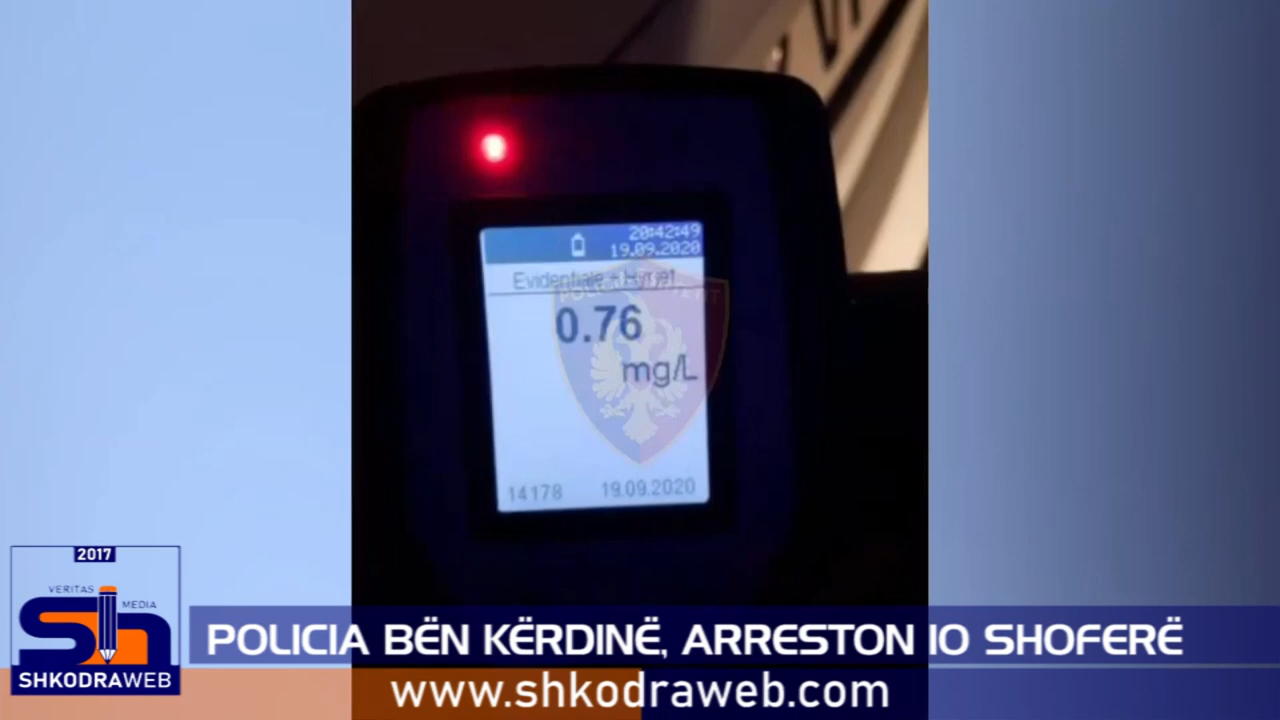 20:42:49
19.09.2020
0.76
mg/L
14178 19.09.2020
2017
VERITAS
MEDIA
sh
SHKODRAWEB
POLICIA BËN KËRDINË, ARRESTON 10 SHOFERË
www.shkodraweb.com